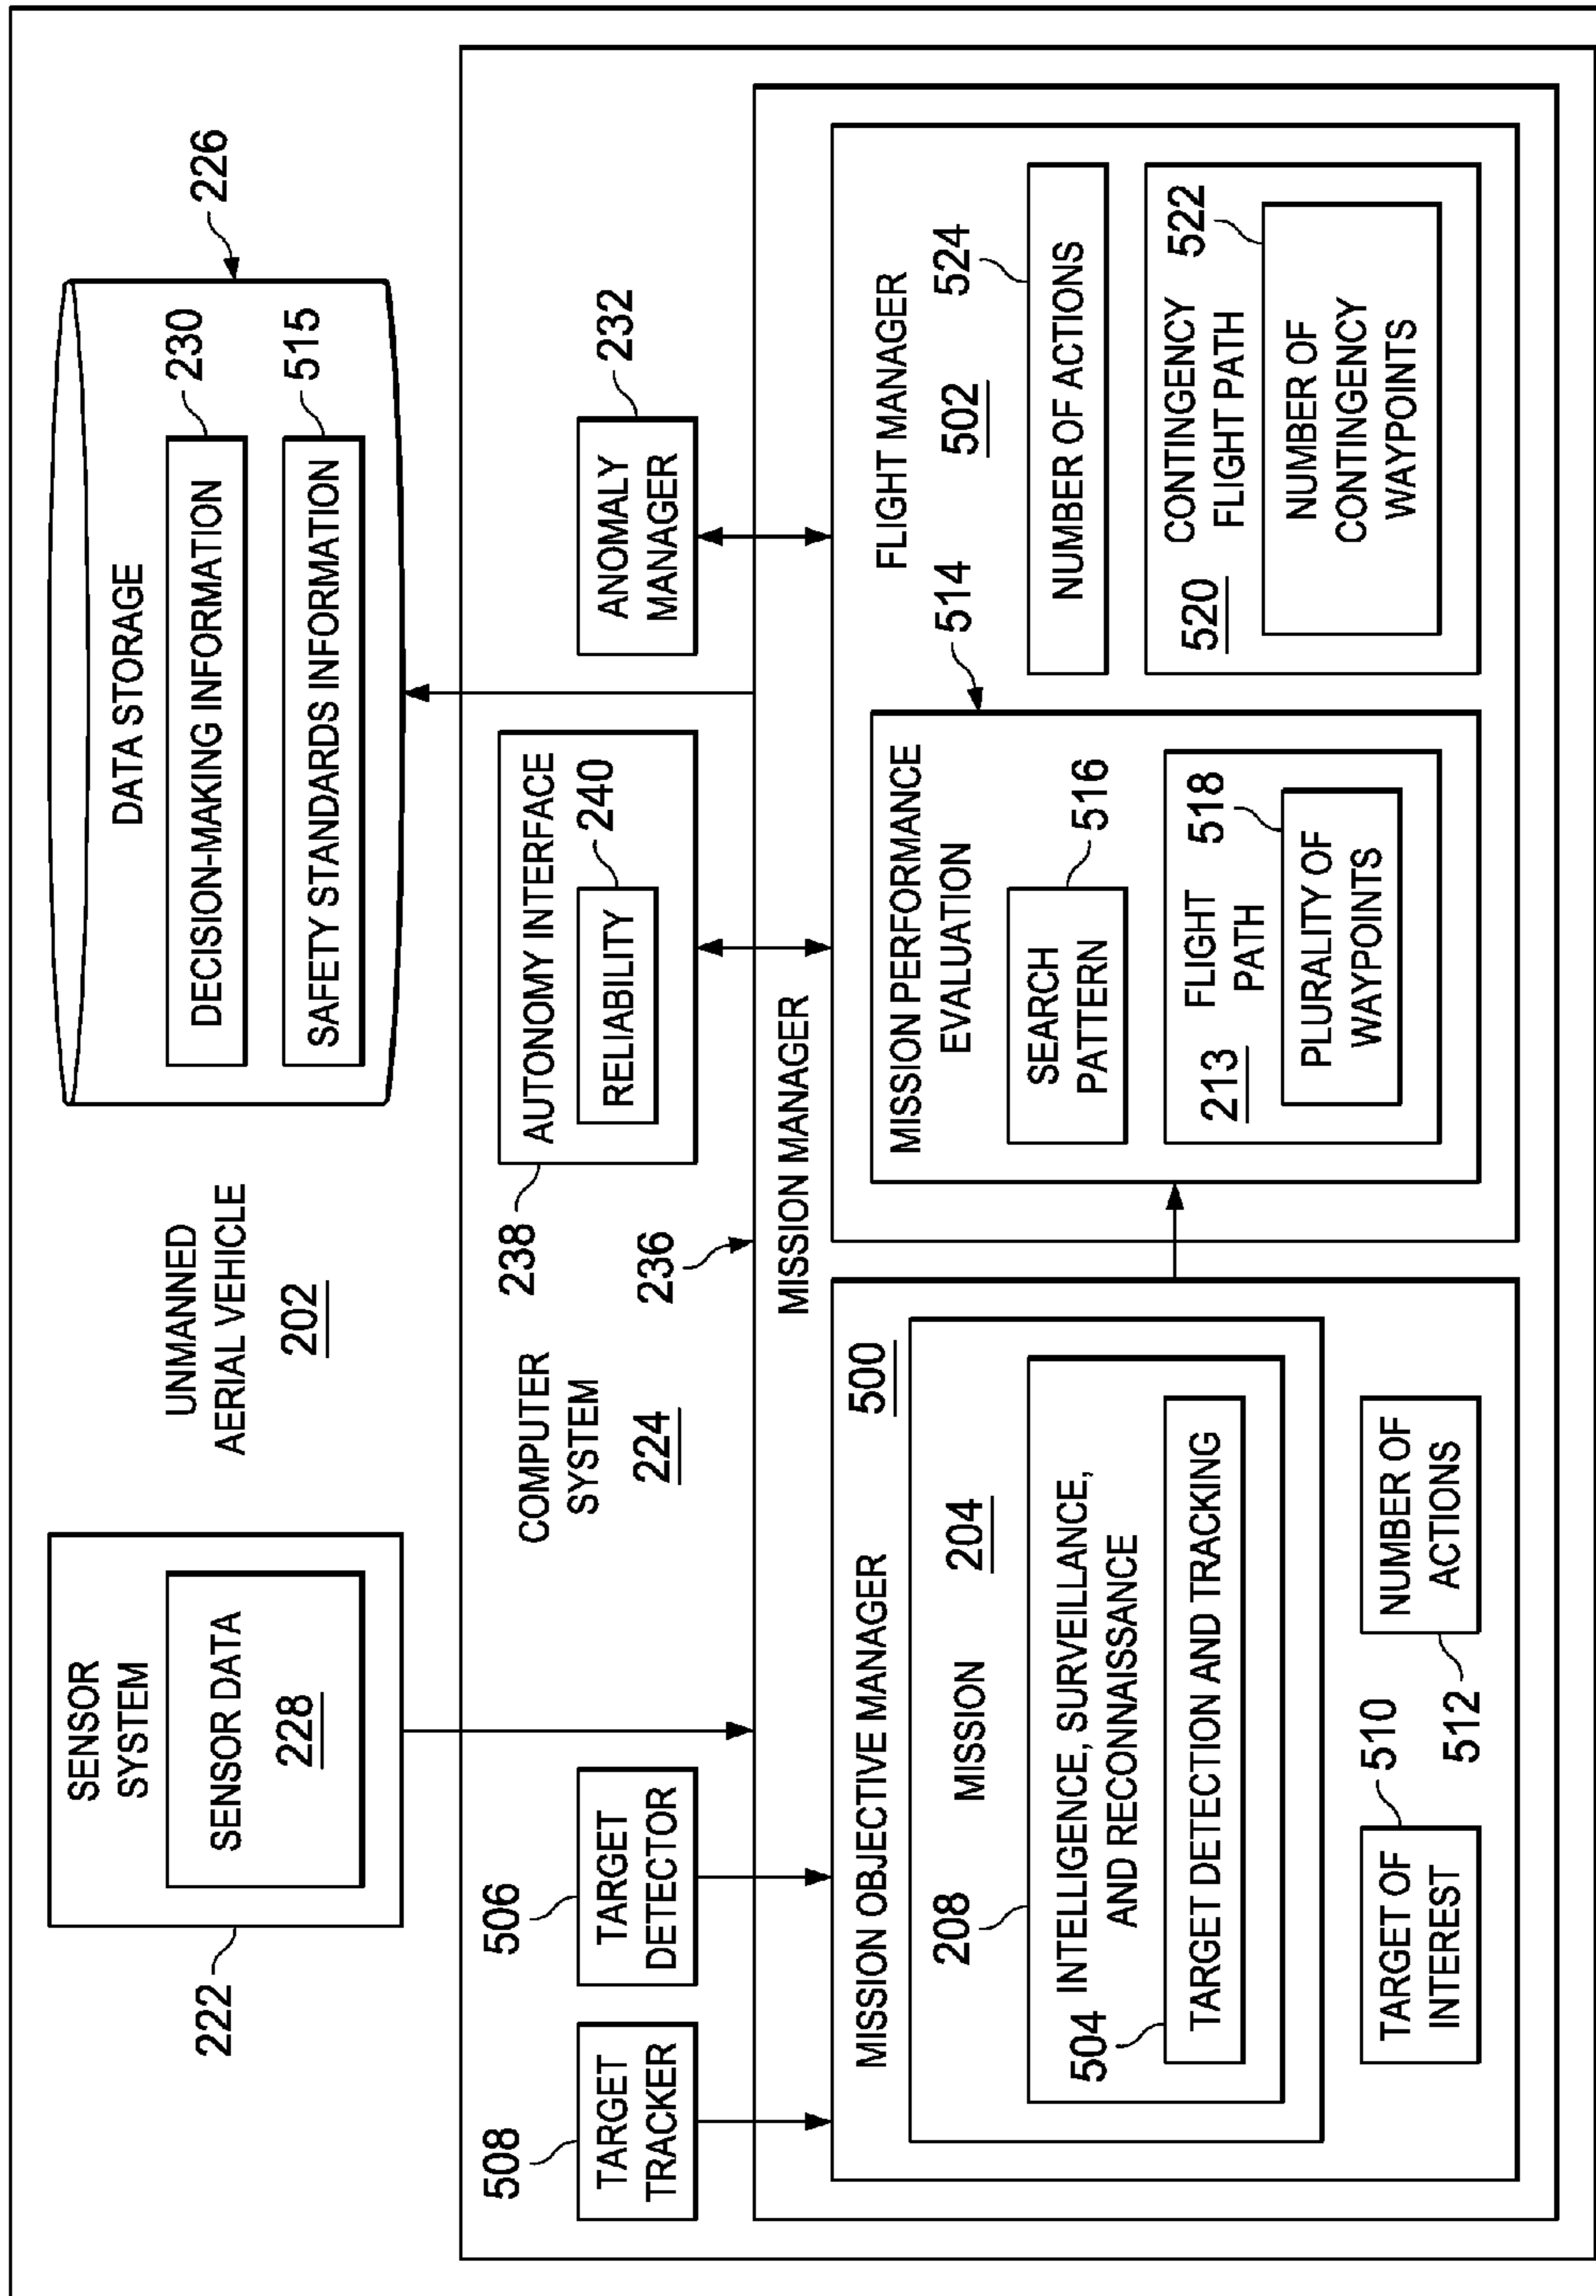 UNMANNED
AERIAL VEHICLE
202
SENSOR
SYSTEM
SENSOR DATA
228
222
DATA STORAGE
DECISION-MAKING INFORMATION
230
SAFETY STANDARDS INFORMATION
515
226
COMPUTER
SYSTEM
224
508
TARGET
TRACKER
506
TARGET
DETECTOR
238
AUTONOMY INTERFACE
RELIABILITY
240
ANOMALY
MANAGER
232
236
MISSION MANAGER
MISSION OBJECTIVE MANAGER
500
MISSION
204
208
INTELLIGENCE, SURVEILLANCE,
AND RECONNAISSANCE
504
TARGET DETECTION AND TRACKING
TARGET OF
INTEREST
510
NUMBER OF
ACTIONS
512
FLIGHT MANAGER
502
514
MISSION PERFORMANCE
EVALUATION
SEARCH
PATTERN
516
FLIGHT
PATH
213
518
PLURALITY OF
WAYPOINTS
524
NUMBER OF ACTIONS
CONTINGENCY
FLIGHT PATH
520
522
NUMBER OF
CONTINGENCY
WAYPOINTS